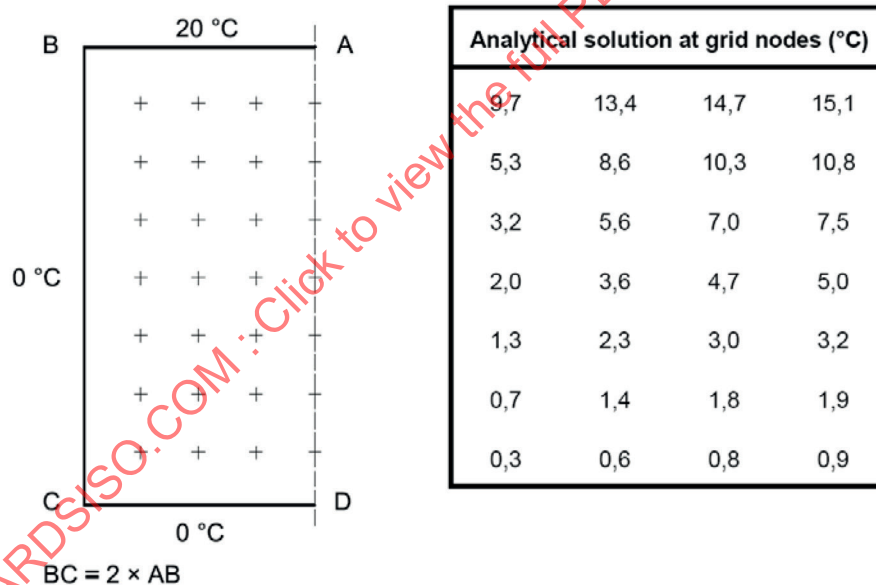 20 °C
B
A
0 °C
C
D
0 °C
BC = 2 × AB
Analytical solution at grid nodes (°C)
9,7 13,4 14,7 15,1
5,3 8,6 10,3 10,8
3,2 5,6 7,0 7,5
2,0 3,6 4,7 5,0
1,3 2,3 3,0 3,2
0,7 1,4 1,8 1,9
0,3 0,6 0,8 0,9
ARDSISO.COM : Click to view the full